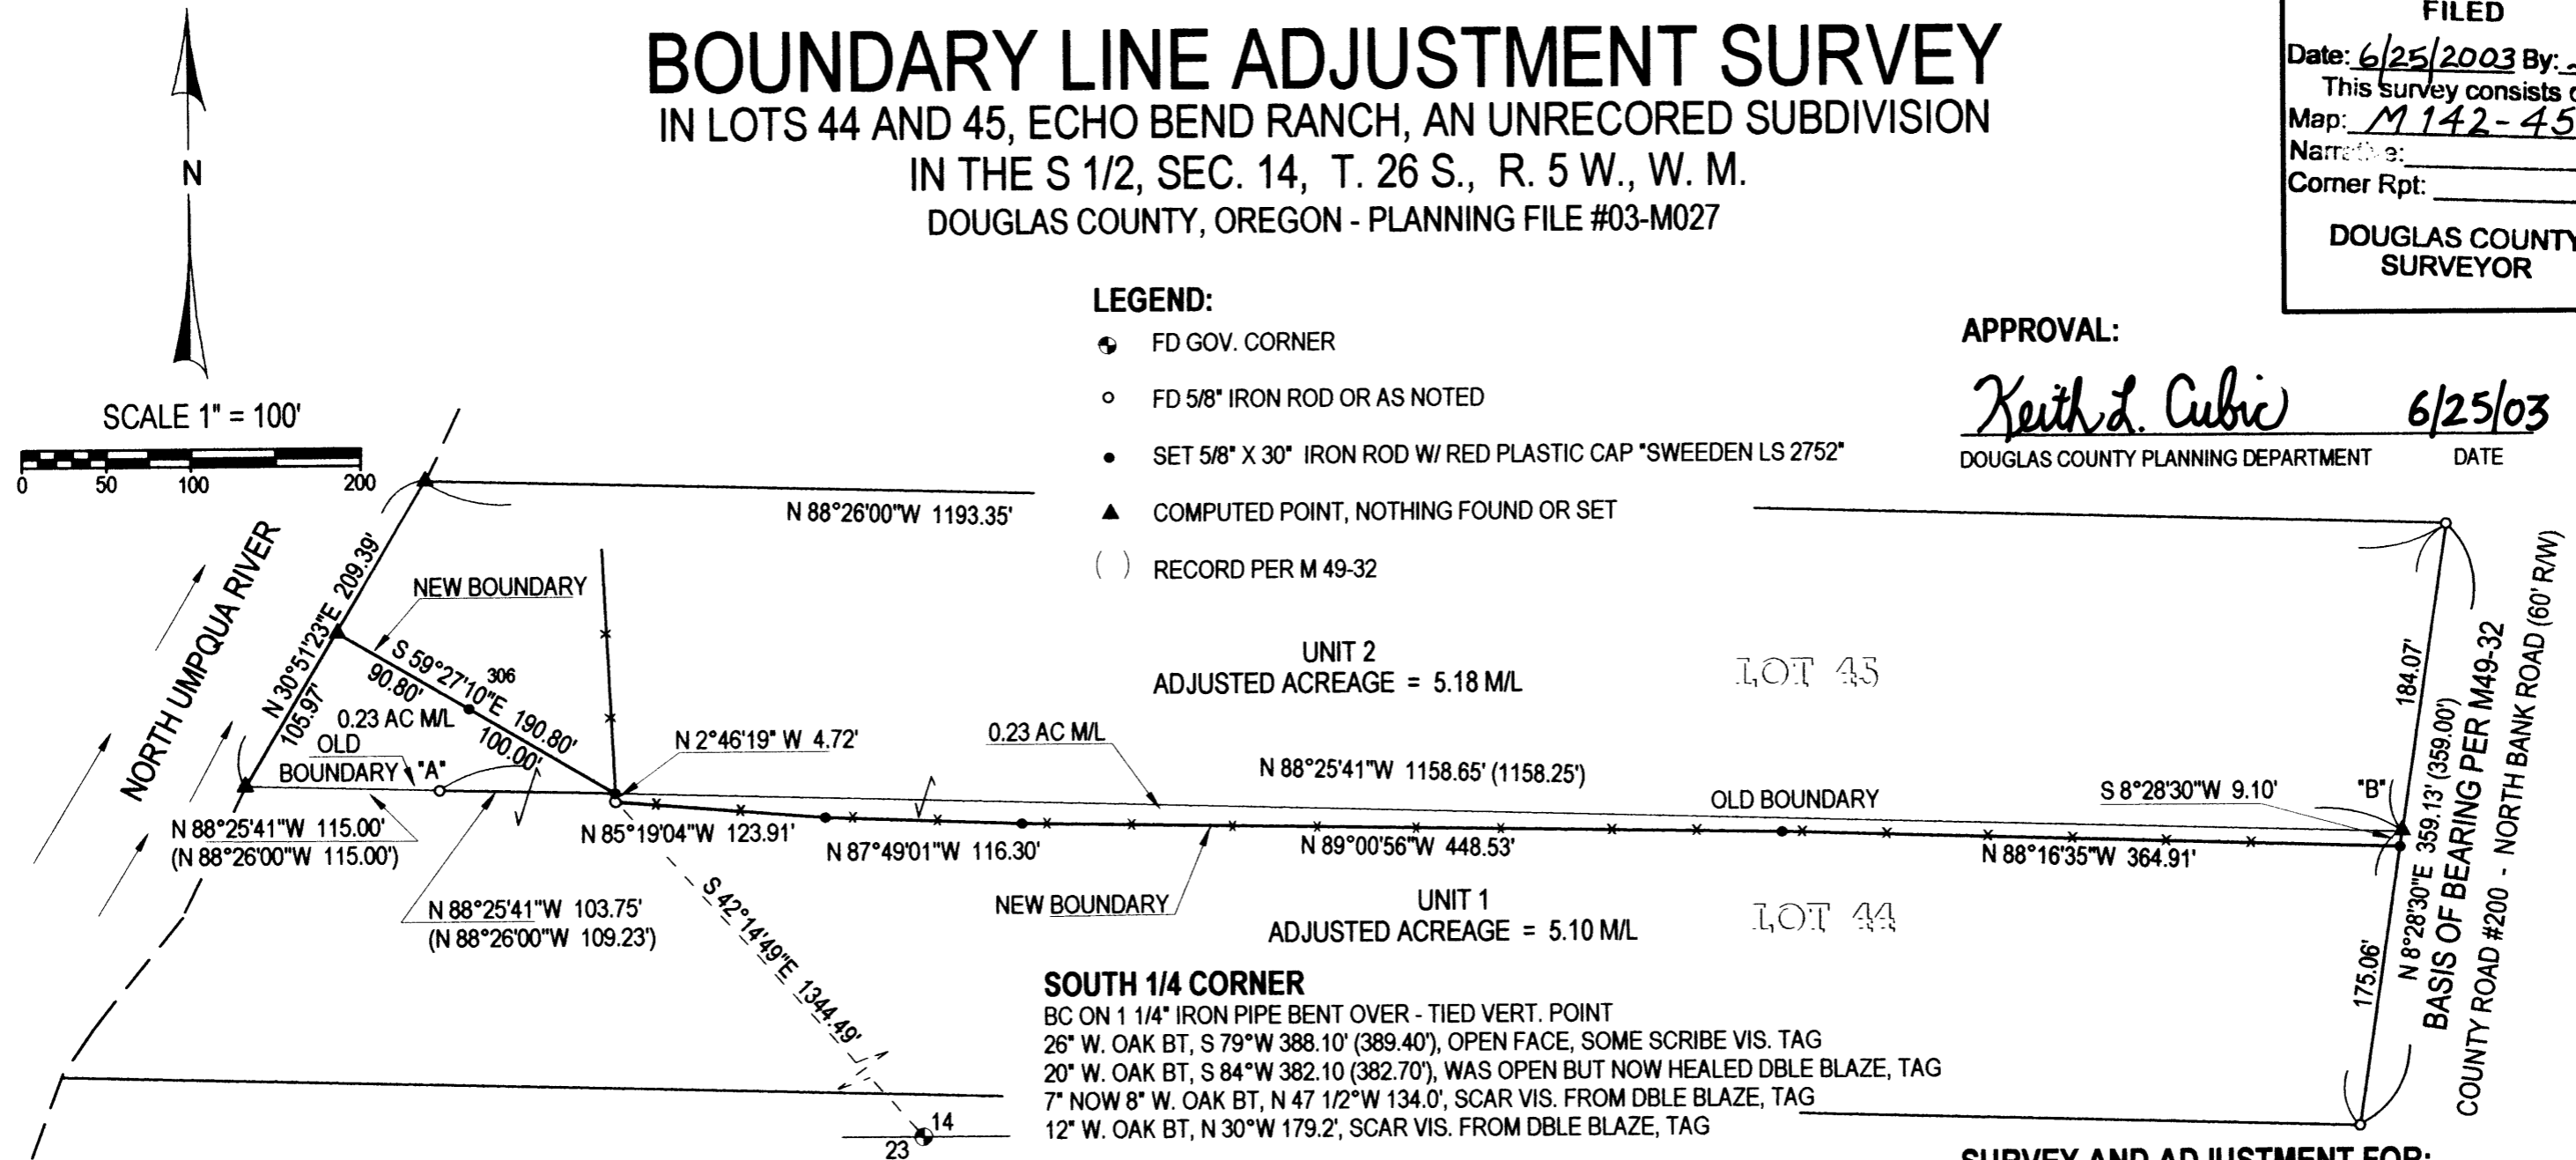 BOUNDARY LINE ADJUSTMENT SURVEY
IN LOTS 44 AND 45, ECHO BEND RANCH, AN UNRECORED SUBDIVISION
IN THE S 1/2, SEC. 14, T. 26 S., R. 5 W., W. M.
DOUGLAS COUNTY, OREGON - PLANNING FILE #03-M027
FILED
Date: 6/25/2003 By:
This survey consists
Map: M 142-45
Narrative:
Corner Rpt:
DOUGLAS COUNTY
SURVEYOR
N
SCALE 1" = 100'
0 50 100 200
LEGEND:
FD GOV. CORNER
FD 5/8" IRON ROD OR AS NOTED
SET 5/8" X 30" IRON ROD W/ RED PLASTIC CAP "SWEEDEN LS 2752"
COMPUTED POINT, NOTHING FOUND OR SET
( ) RECORD PER M 49-32
APPROVAL:
Keith L. Cubic 6/25/03
DOUGLAS COUNTY PLANNING DEPARTMENT DATE
N 88°26'00"W 1193.35'
NORTH UMPQUA RIVER
N 30°51'23"E 209.39'
105.97'
NEW BOUNDARY
S 59°27'10"E 190.80'
306
90.80'
100.00'
0.23 AC M/L
OLD
BOUNDARY "A"
N 2°46'19" W 4.72'
0.23 AC M/L
UNIT 2
ADJUSTED ACREAGE = 5.18 M/L
LOT 45
N 88°25'41"W 1158.65' (1158.25')
OLD BOUNDARY
S 8°28'30"W 9.10'
"B"
184.07'
N 88°25'41"W 115.00'
(N 88°26'00"W 115.00')
N 85°19'04"W 123.91'
N 87°49'01"W 116.30'
N 89°00'56"W 448.53'
N 88°16'35"W 364.91'
N 88°25'41"W 103.75'
(N 88°26'00"W 109.23')
NEW BOUNDARY
UNIT 1
ADJUSTED ACREAGE = 5.10 M/L
LOT 44
S 42°14'49"E 1344.49'
175.06'
N 8°28'30"E 359.13' (359.00')
BASIS OF BEARING PER M49-32
COUNTY ROAD #200 - NORTH BANK ROAD (60' R/W)
SOUTH 1/4 CORNER
BC ON 1 1/4" IRON PIPE BENT OVER - TIED VERT. POINT
26" W. OAK BT, S 79°W 388.10' (389.40'), OPEN FACE, SOME SCRIBE VIS. TAG
20" W. OAK BT, S 84°W 382.10 (382.70'), WAS OPEN BUT NOW HEALED DBLE BLAZE, TAG
7" NOW 8" W. OAK BT, N 47 1/2°W 134.0', SCAR VIS. FROM DBLE BLAZE, TAG
12" W. OAK BT, N 30°W 179.2', SCAR VIS. FROM DBLE BLAZE, TAG
14
23
SURVEY AND ADJUSTMENT FOR: